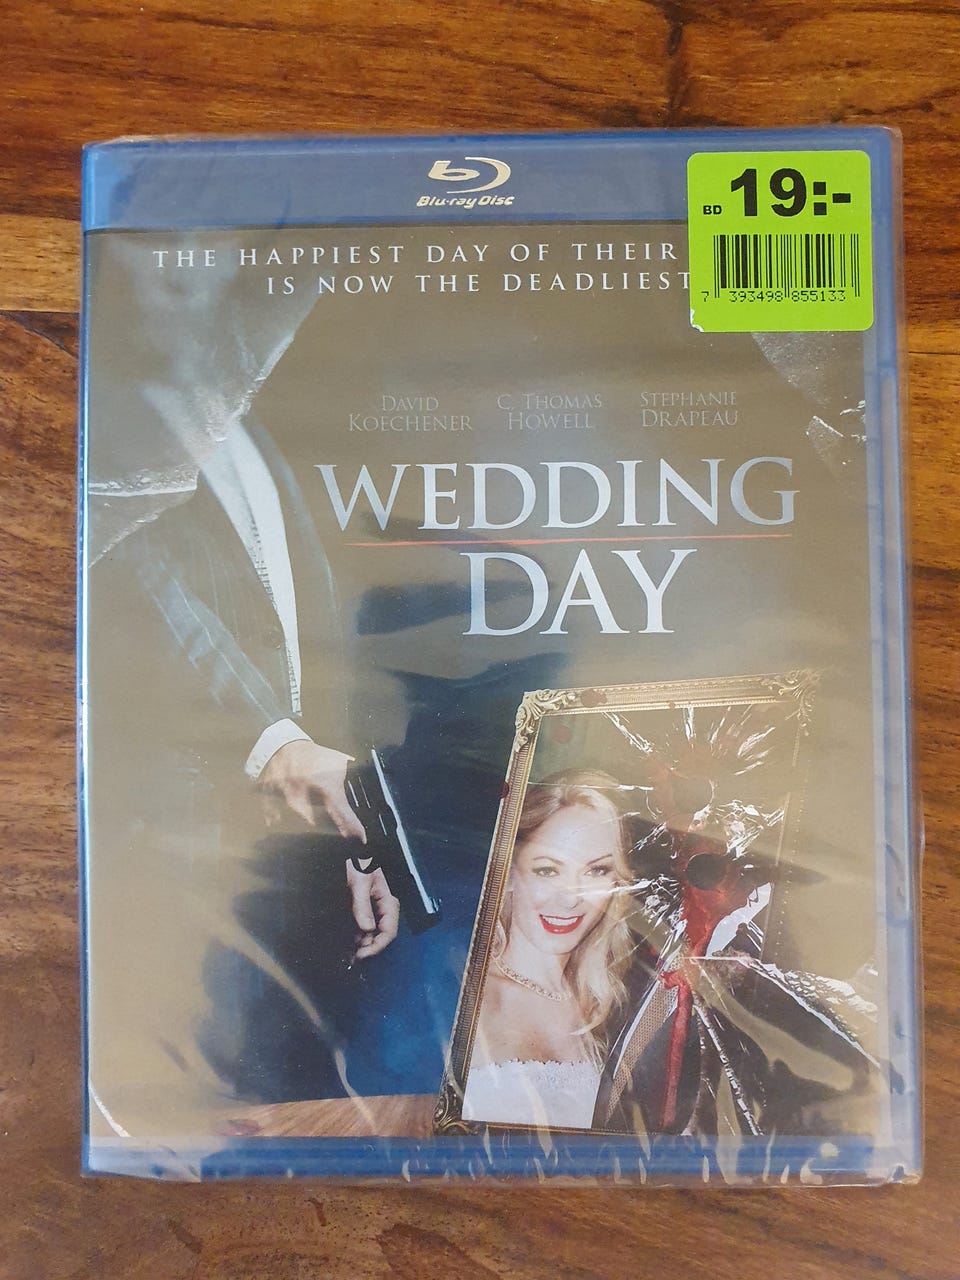 Blu-ray Disc
BD 19:-
7 393498 855133
THE HAPPIEST DAY OF THEIR
IS NOW THE DEADLIEST
DAVID KOECHENER
C. THOMAS HOWELL
STEPHANIE DRAPEAU
WEDDING
DAY